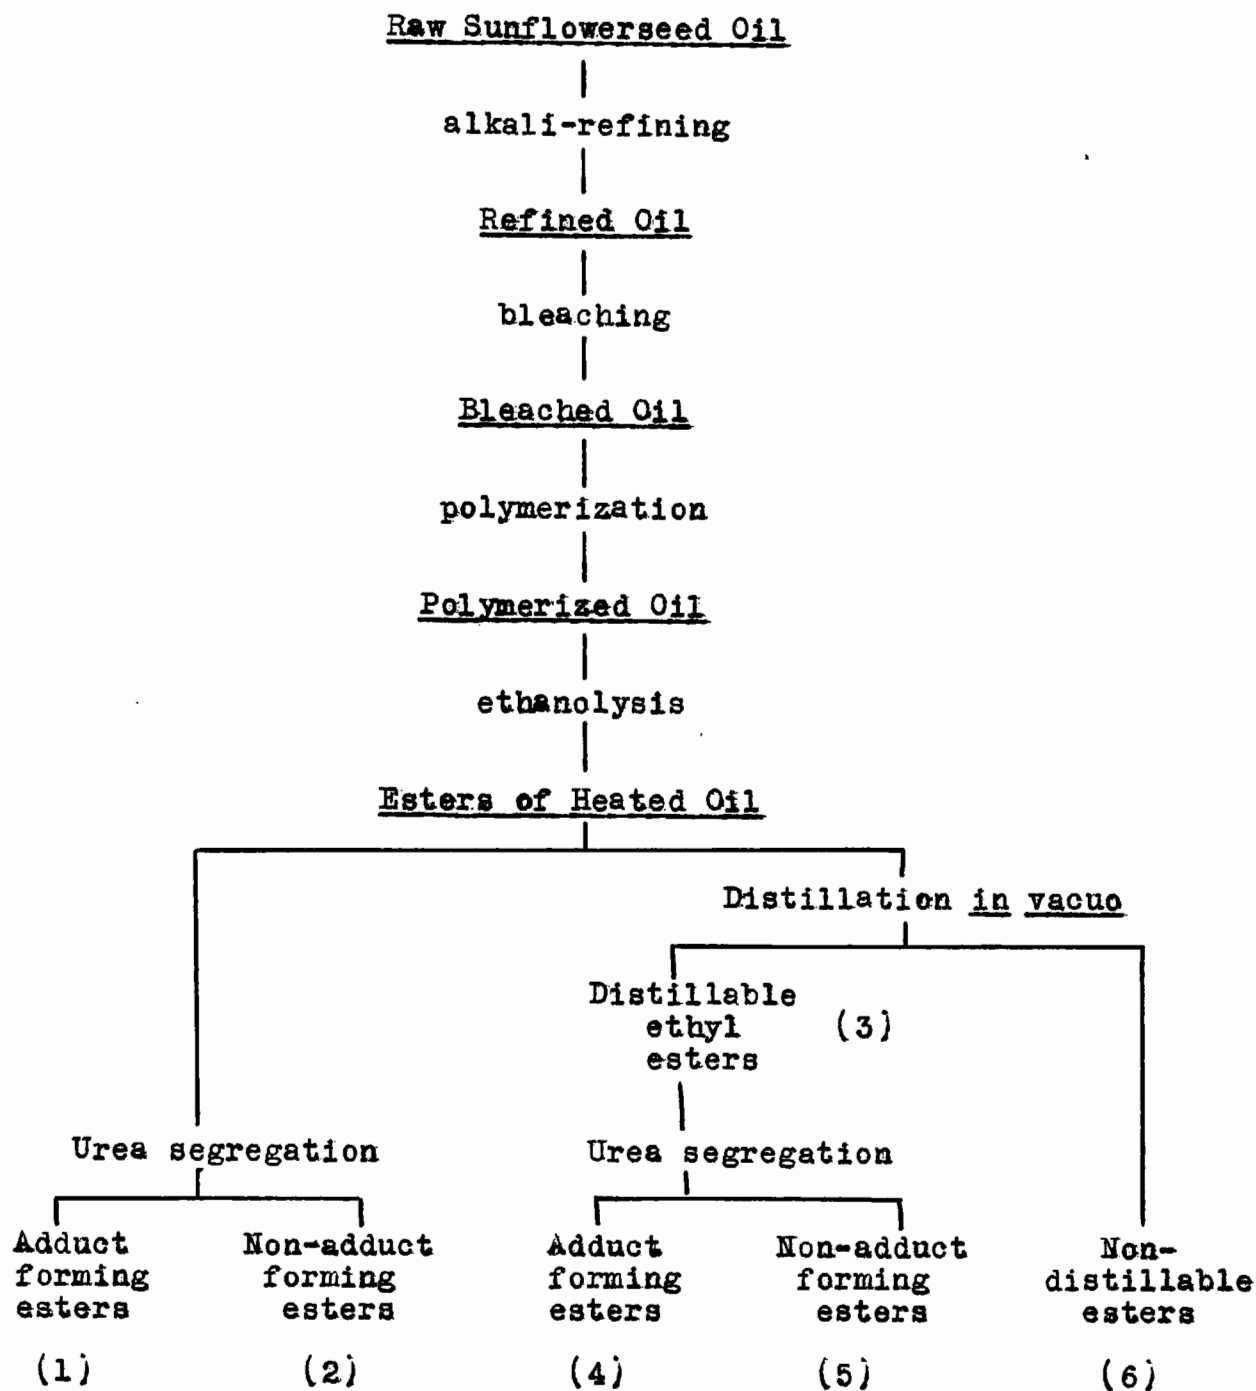 Raw Sunflowerseed Oil
alkali-refining
Refined Oil
bleaching
Bleached Oil
polymerization
Polymerized Oil
ethanolysis
Esters of Heated Oil
Distillation in vacuo
Distillable
ethyl
esters
(3)
Urea segregation
Urea segregation
Adduct
forming
esters
(1)
Non-adduct
forming
esters
(2)
Adduct
forming
esters
(4)
Non-adduct
forming
esters
(5)
Non-
distillable
esters
(6)